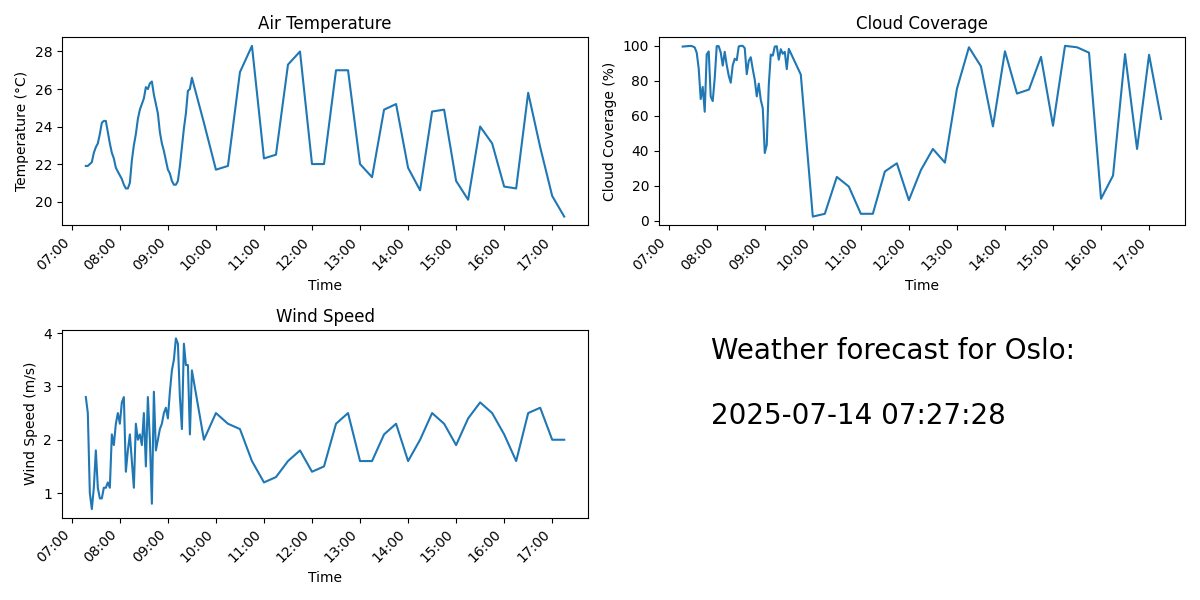 Air Temperature
Temperature (°C)
28
26
24
22
20
07:00 08:00 09:00 10:00 11:00 12:00 13:00 14:00 15:00 16:00 17:00
Time
Cloud Coverage
Cloud Coverage (%)
100
80
60
40
20
0
07:00 08:00 09:00 10:00 11:00 12:00 13:00 14:00 15:00 16:00 17:00
Time
Wind Speed
Wind Speed (m/s)
4
3
2
1
07:00 08:00 09:00 10:00 11:00 12:00 13:00 14:00 15:00 16:00 17:00
Time
Weather forecast for Oslo:
2025-07-14 07:27:28